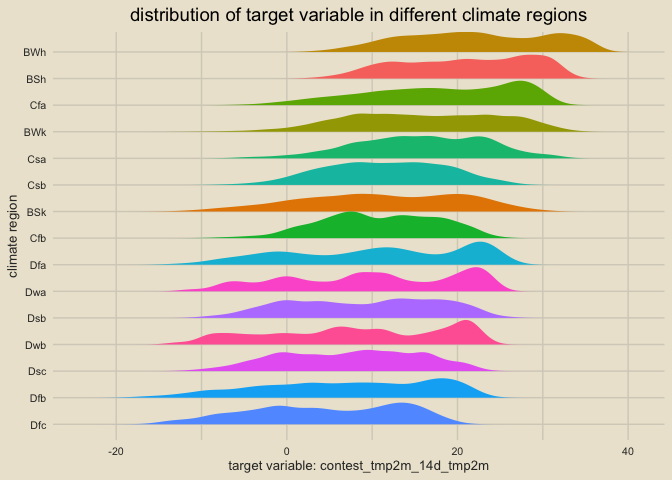 distribution of target variable in different climate regions
climate region
BWh
BSh
Cfa
BWk
Csa
Csb
BSk
Cfb
Dfa
Dwa
Dsb
Dwb
Dsc
Dfb
Dfc
-20 0 20 40
target variable: contest_tmp2m_14d_tmp2m